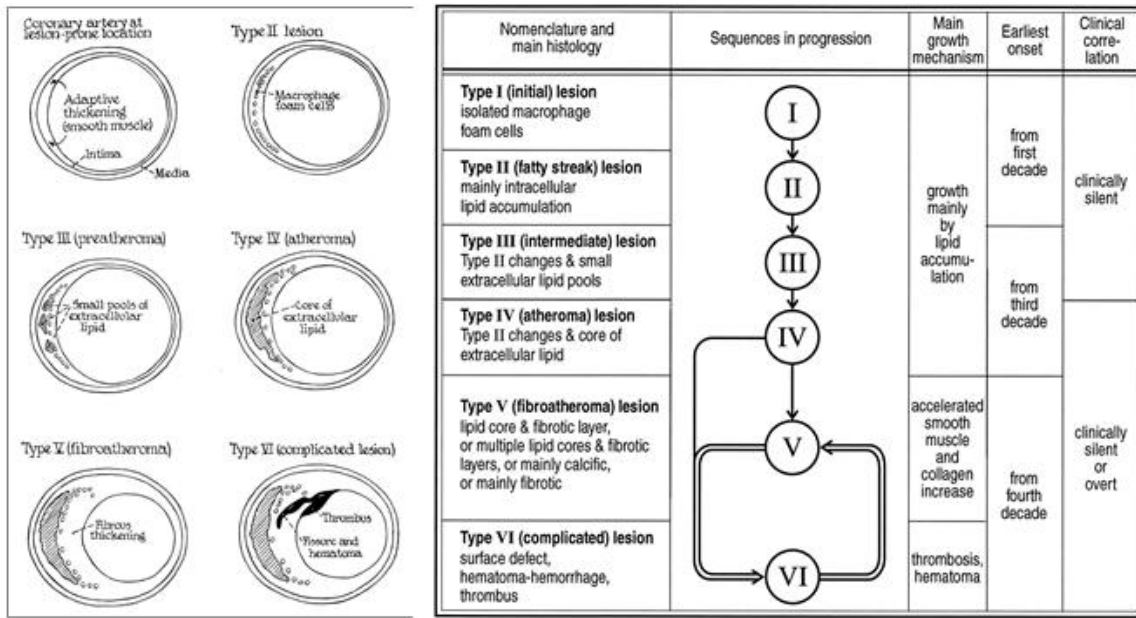 Coronary artery at
lesion-prone location
Adaptive
thickening
(smooth muscle)
Intima
Media
Type II lesion
Macrophage
foam cells
Type III (preatheroma)
Small pools of
extracellular
lipid
Type IV (atheroma)
Core of
extracellular
lipid
Type V (fibroatheroma)
Fibrous
thickening
Type VI (complicated lesion)
Thrombus
Fissure and
hematoma
Nomenclature and
main histology
Sequences in progression
Main
growth
mechanism
Earliest
onset
Clinical
corre-
lation
Type I (initial) lesion
isolated macrophage
foam cells
Type II (fatty streak) lesion
mainly intracellular
lipid accumulation
Type III (intermediate) lesion
Type II changes & small
extracellular lipid pools
Type IV (atheroma) lesion
Type II changes & core of
extracellular lipid
Type V (fibroatheroma) lesion
lipid core & fibrotic layer,
or multiple lipid cores & fibrotic
layers, or mainly calcific,
or mainly fibrotic
Type VI (complicated) lesion
surface defect,
hematoma-hemorrhage,
thrombus
I
II
III
IV
V
VI
growth
mainly
by
lipid
accumu-
lation
accelerated
smooth
muscle
and
collagen
increase
thrombosis,
hematoma
from
first
decade
from
third
decade
from
fourth
decade
clinically
silent
clinically
silent
or
overt